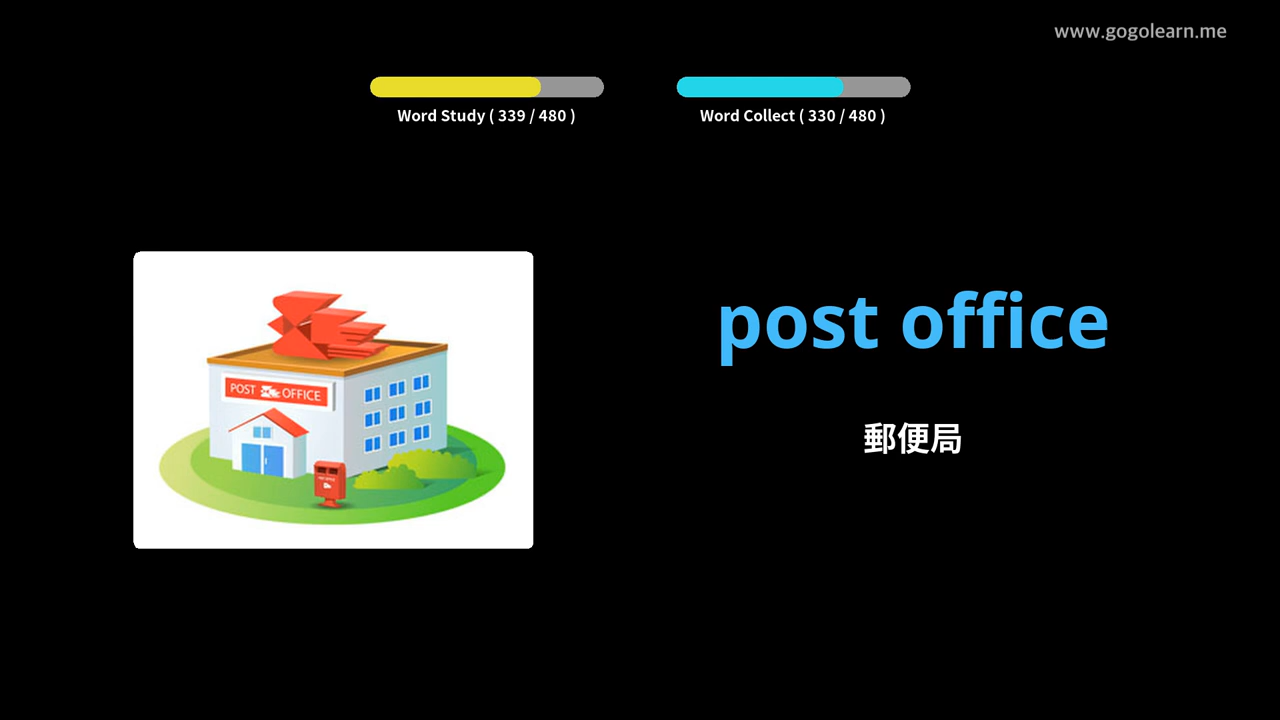 www.gogolearn.me
Word Study ( 339 / 480 )
Word Collect ( 330 / 480 )
POST OFFICE
post office
郵便局